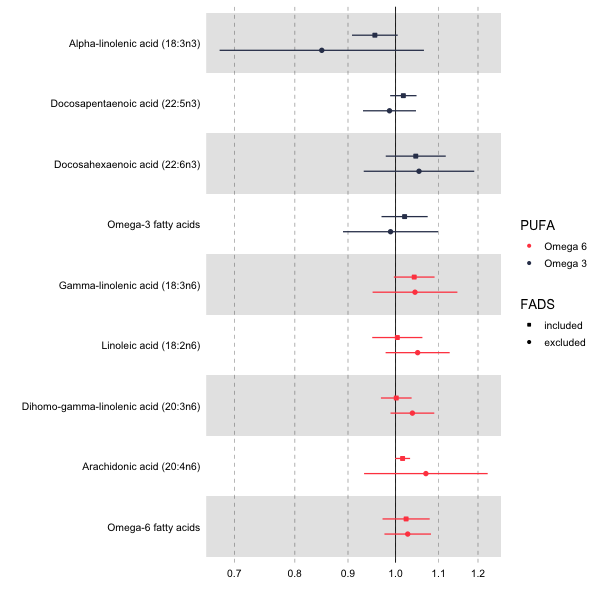 Alpha-linolenic acid (18:3n3)
Docosapentaenoic acid (22:5n3)
Docosahexaenoic acid (22:6n3)
Omega-3 fatty acids
Gamma-linolenic acid (18:3n6)
Linoleic acid (18:2n6)
Dihomo-gamma-linolenic acid (20:3n6)
Arachidonic acid (20:4n6)
Omega-6 fatty acids
0.7 0.8 0.9 1.0 1.1 1.2
PUFA
Omega 6
Omega 3
FADS
included
excluded